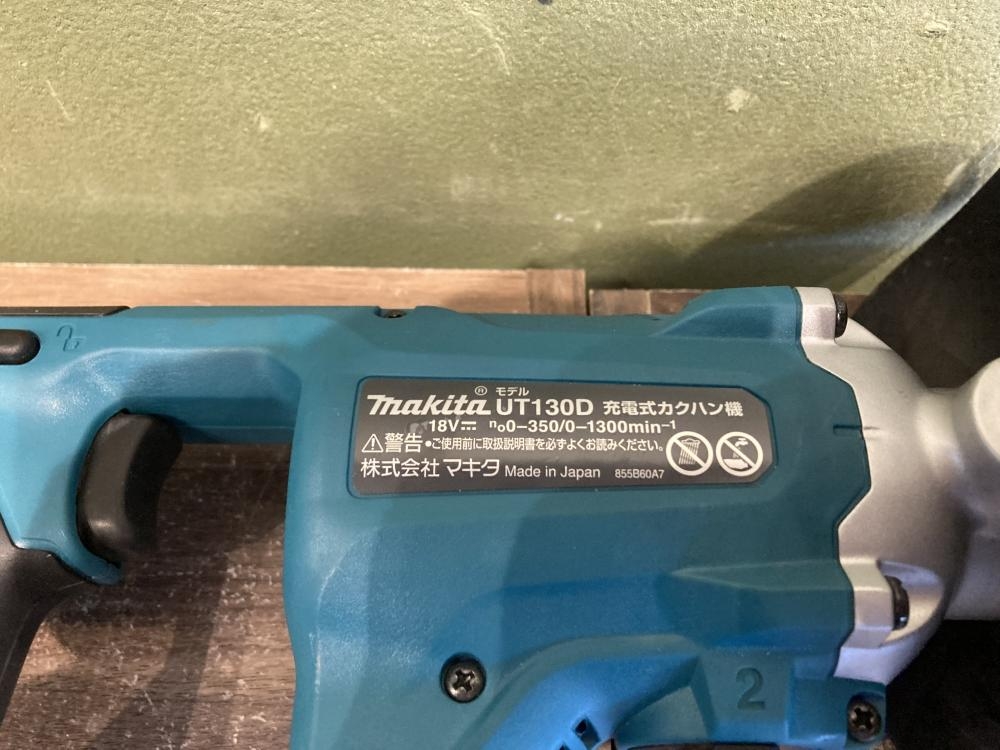 モデル
makita® UT130D 充電式カクハン機
18V⎓ n₀0-350/0-1300min⁻¹
⚠警告 •ご使用前に取扱説明書を必ずよくお読みください。
株式会社 マキタ Made in Japan 855B60A7
2
2